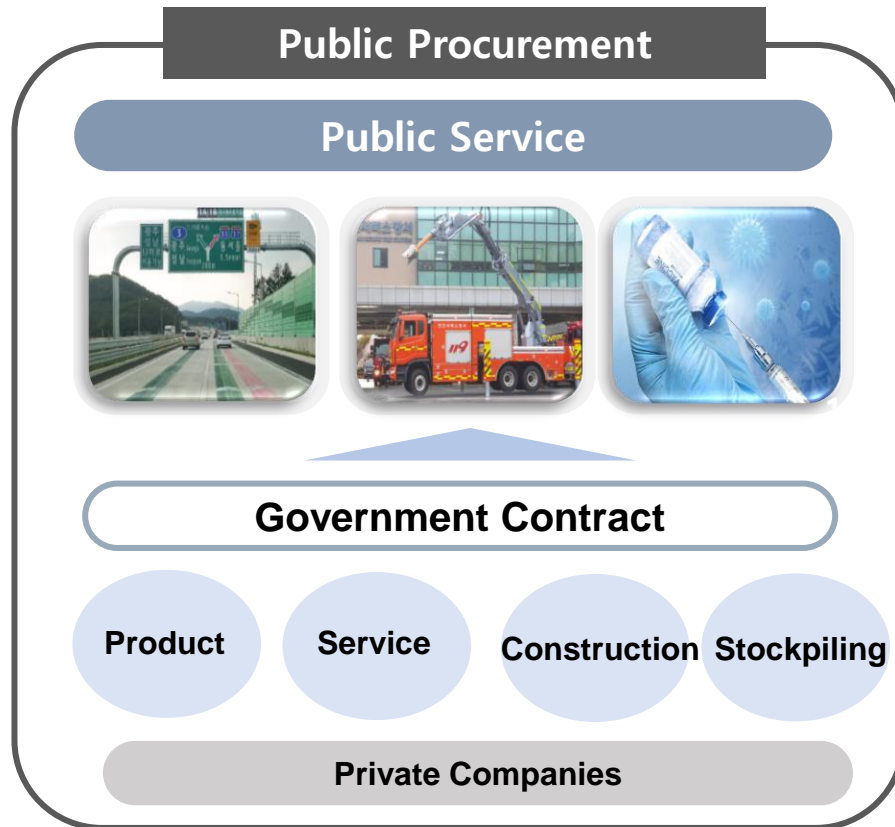 Public Procurement
Public Service
119
Government Contract
Product
Service
Construction
Stockpiling
Private Companies